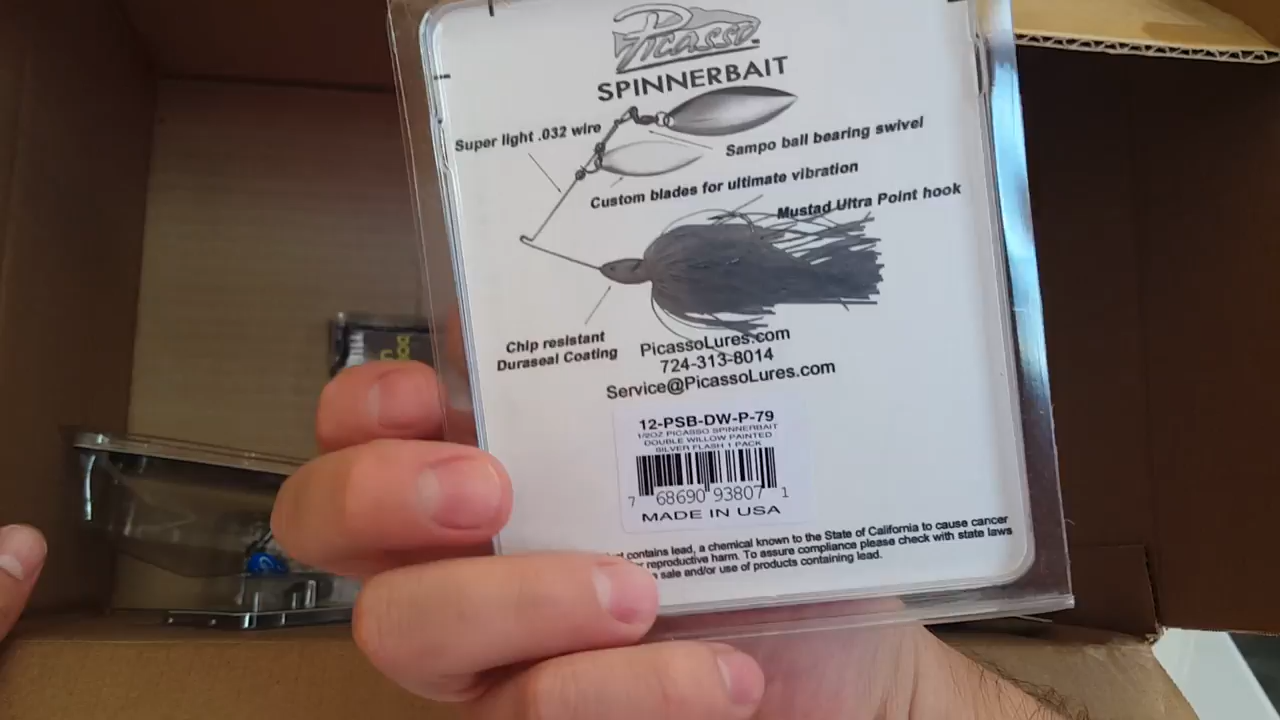 Picasso
SPINNERBAIT
Super light .032 wire
Sampo ball bearing swivel
Custom blades for ultimate vibration
Mustad Ultra Point hook
Chip resistant
Duraseal Coating
PicassoLures.com
724-313-8014
Service@PicassoLures.com
12-PSB-DW-P-79
1/2OZ PICASSO SPINNERBAIT
DOUBLE WILLOW PAINTED
SILVER FLASH 1 PACK
7 68690 93807 1
MADE IN USA
contains lead, a chemical known to the State of California to cause cancer
reproductive harm. To assure compliance please check with state laws
sale and/or use of products containing lead.